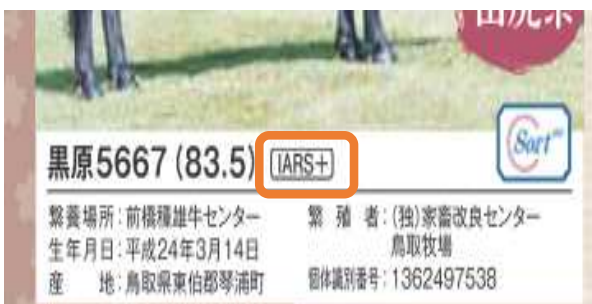 Sort
黒原5667 (83.5) IARS+
繋養場所:前橋種雄牛センター
生年月日:平成24年3月14日
産 地:鳥取県東伯郡琴浦町
繁 殖 者:(独)家畜改良センター
鳥取牧場
個体識別番号:1362497538